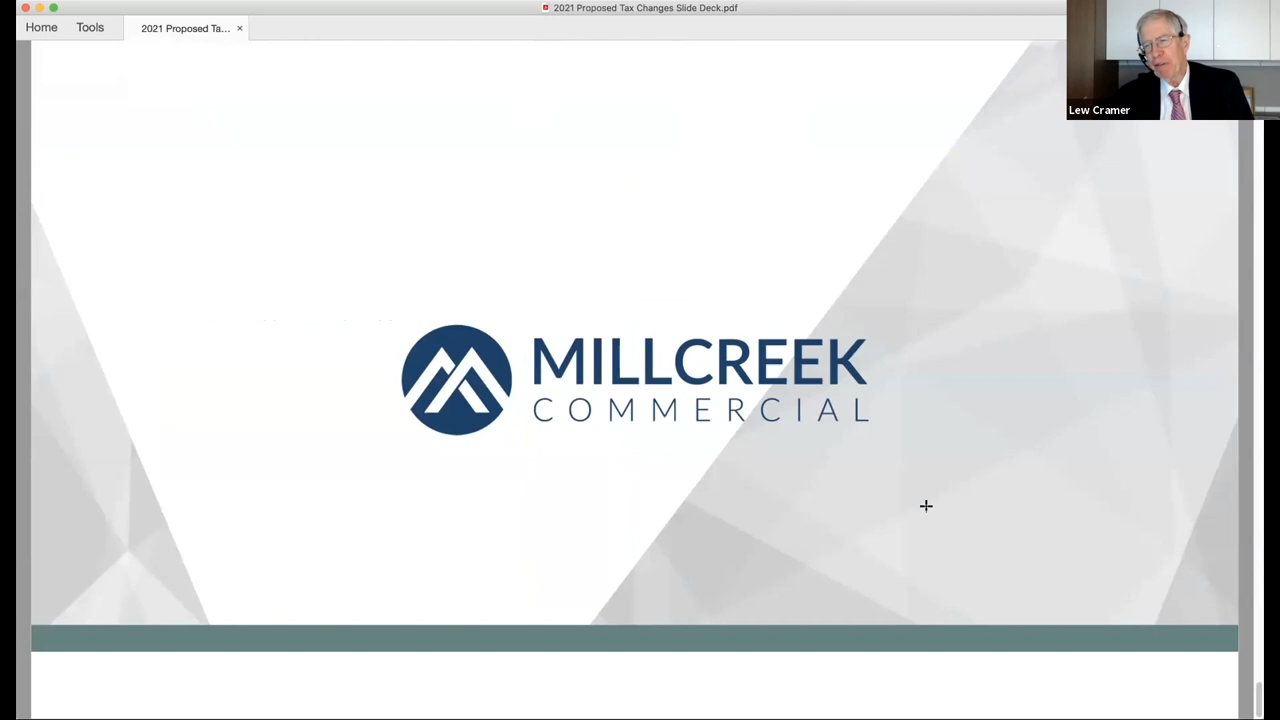 2021 Proposed Tax Changes Slide Deck.pdf
Home Tools 2021 Proposed Ta... ×
Lew Cramer
MILLCREEK
COMMERCIAL